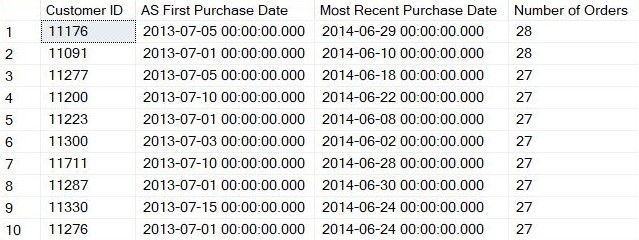 Customer ID AS First Purchase Date Most Recent Purchase Date Number of Orders
1 11176 2013-07-05 00:00:00.000 2014-06-29 00:00:00.000 28
2 11091 2013-07-01 00:00:00.000 2014-06-10 00:00:00.000 28
3 11277 2013-07-05 00:00:00.000 2014-06-18 00:00:00.000 27
4 11200 2013-07-10 00:00:00.000 2014-06-22 00:00:00.000 27
5 11223 2013-07-01 00:00:00.000 2014-06-08 00:00:00.000 27
6 11300 2013-07-03 00:00:00.000 2014-06-02 00:00:00.000 27
7 11711 2013-07-10 00:00:00.000 2014-06-28 00:00:00.000 27
8 11287 2013-07-01 00:00:00.000 2014-06-30 00:00:00.000 27
9 11330 2013-07-15 00:00:00.000 2014-06-24 00:00:00.000 27
10 11276 2013-07-01 00:00:00.000 2014-06-24 00:00:00.000 27